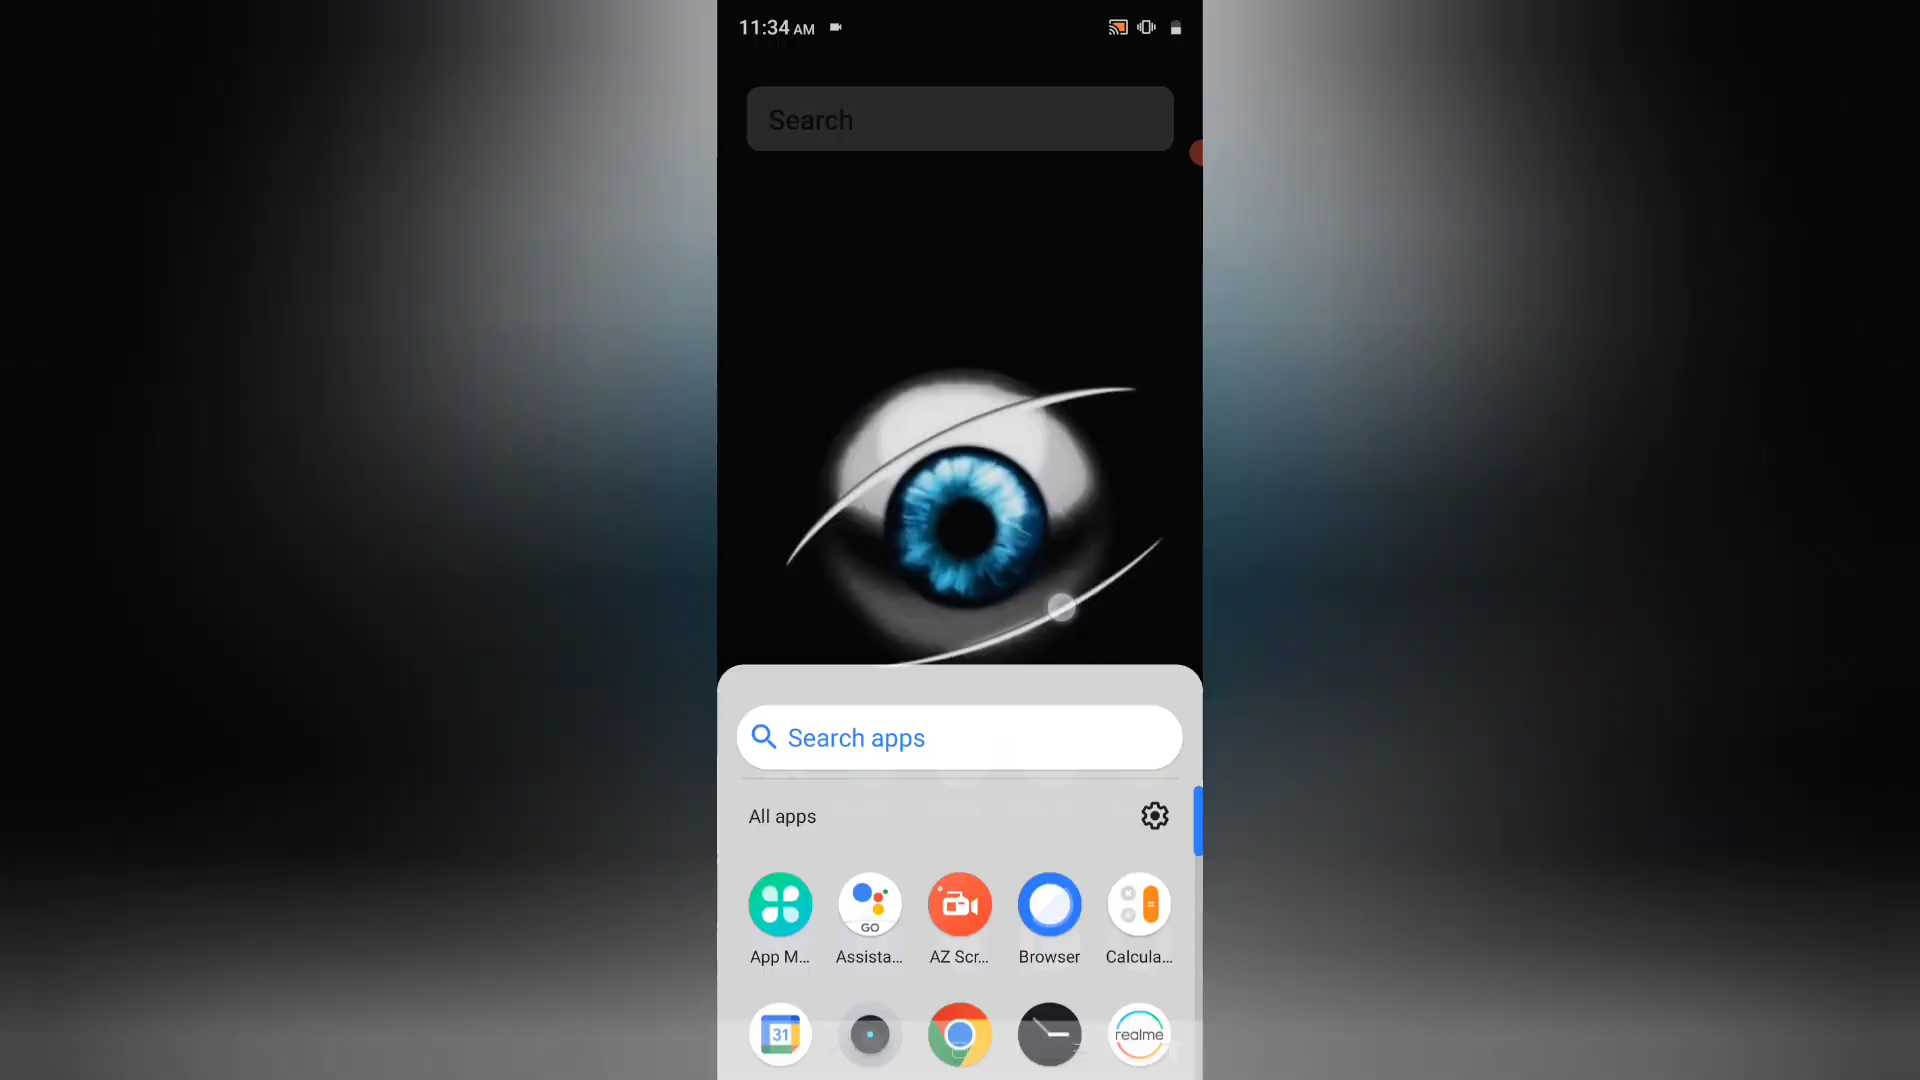 11:34 AM
Search
Search apps
All apps
GO
App M... Assista... AZ Scr... Browser Calcula...
31 realme